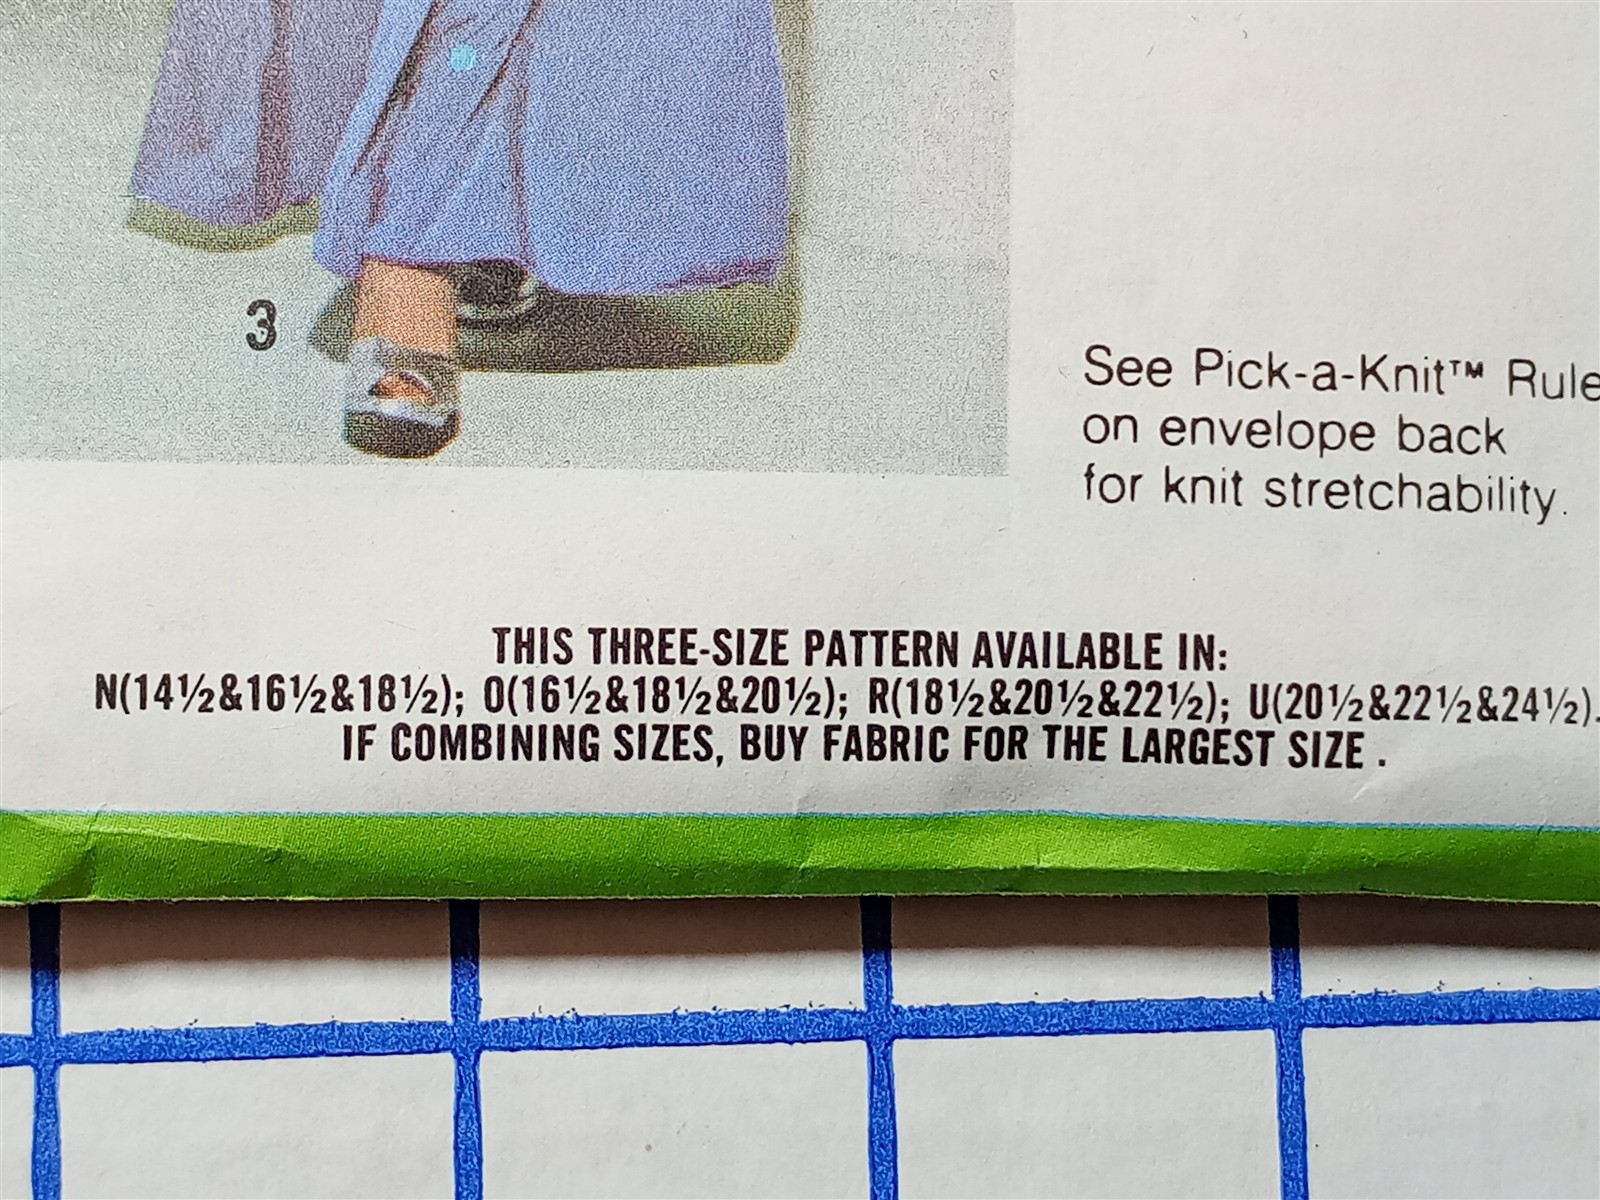 3
See Pick-a-Knit™ Rule
on envelope back
for knit stretchability.
THIS THREE-SIZE PATTERN AVAILABLE IN:
N(14½&16½&18½); O(16½&18½&20½); R(18½&20½&22½); U(20½&22½&24½).
IF COMBINING SIZES, BUY FABRIC FOR THE LARGEST SIZE .